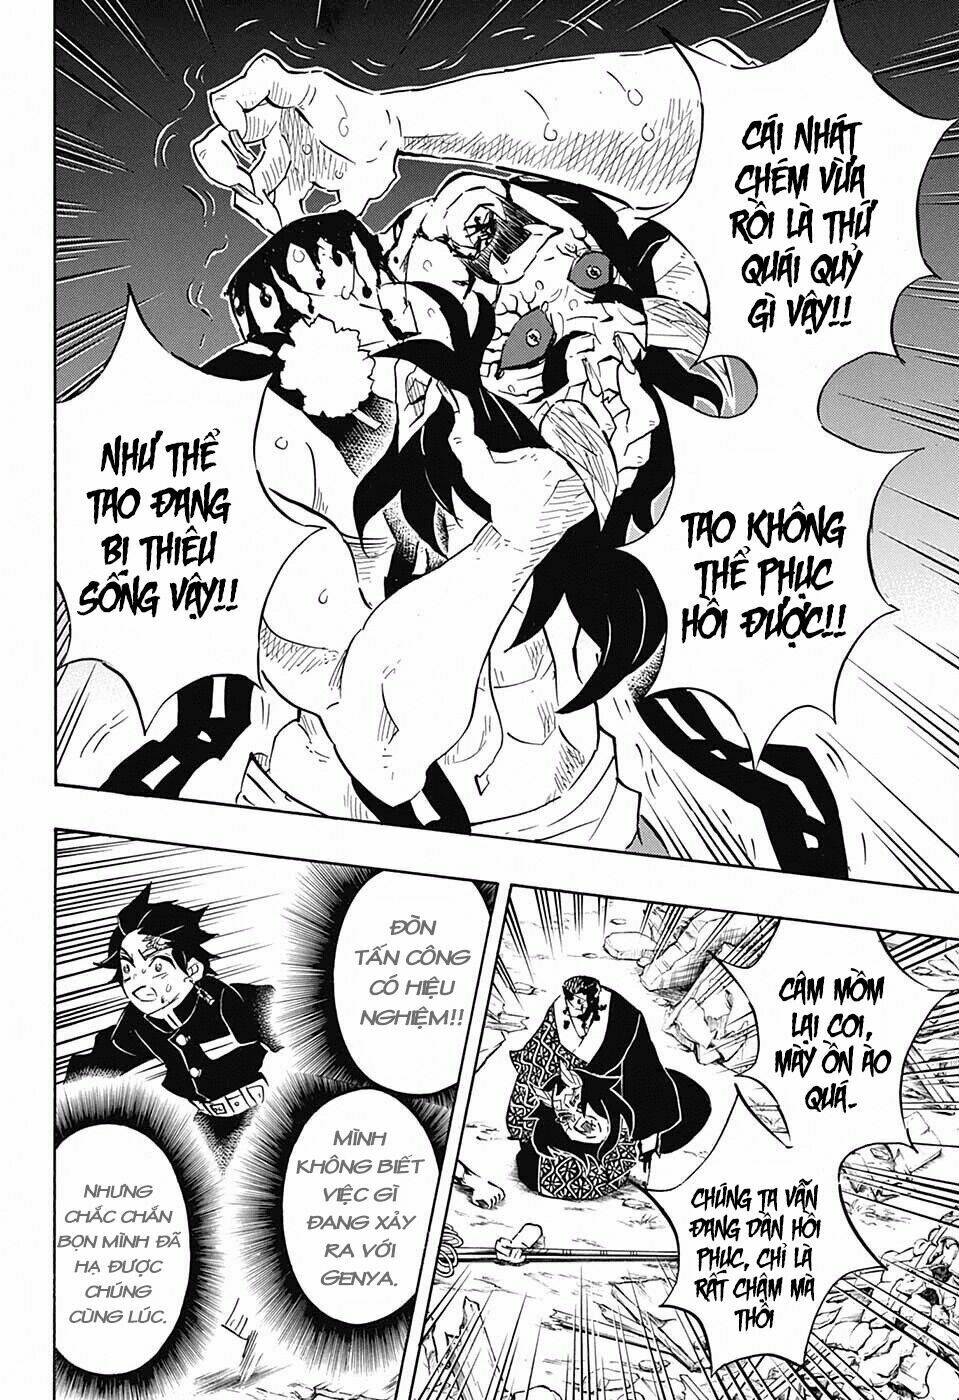 CÁI NHÁT
CHÉM VỪA
RỒI LÀ THỨ
QUÁI QUỶ
GÌ VẬY!!
TAO KHÔNG
THỂ PHỤC
HỒI ĐƯỢC!!
NHƯ THỂ
TAO ĐANG
BỊ THIÊU
SỐNG VẬY!!
CÂM MỒM
LẠI COI,
MÀY ỒN ÀO
QUÁ..
CHÚNG TA VẪN
ĐANG DẦN HỒI
PHỤC, CHỈ LÀ
RẤT CHẬM MÀ
THÔI
ĐÒN
TẤN CÔNG
CÓ HIỆU
NGHIỆM!!
MÌNH
KHÔNG BIẾT
VIỆC GÌ
ĐANG XẢY
RA VỚI
GENYA.
NHƯNG
CHẮC CHẮN
BỌN MÌNH ĐÃ
HẠ ĐƯỢC
CHÚNG
CÙNG LÚC.